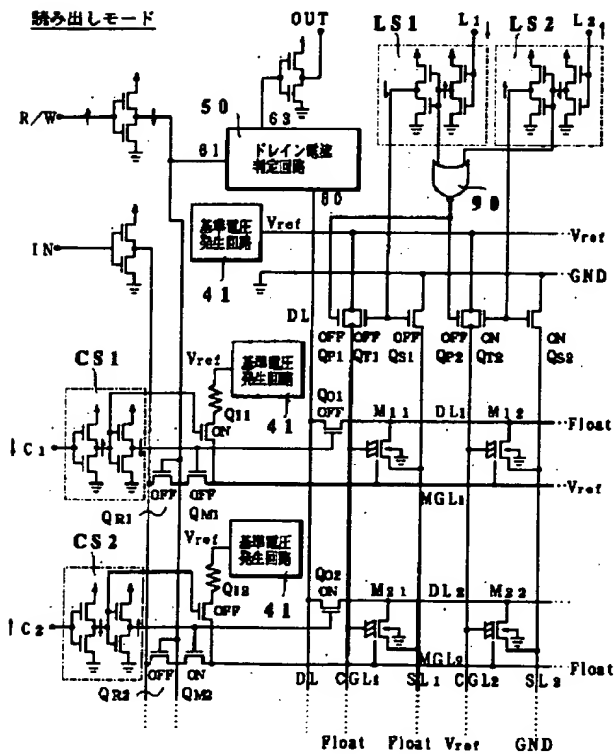 読み出しモード
OUT
LS1
L1
LS2
L2
R/W
50
63
61
ドレイン電流
判定回路
60
90
IN
基準電圧
発生回路
41
Vref
Vref
GND
DL
OFF
OFF
OFF
OFF
ON
ON
QP1
QT1
QS1
QP2
QT2
QS2
CS1
Vref
基準電圧
発生回路
41
Q11
ON
Q01
OFF
M11
DL1
M12
Float
C1
OFF
OFF
QR1
QM1
MGL1
Vref
CS2
Vref
基準電圧
発生回路
41
Q12
OFF
Q02
ON
M21
DL2
M22
C2
OFF
ON
QR2
QM2
MGL2
Float
DL
CGL1
SL1
CGL2
SL2
Float
Float
Vref
GND